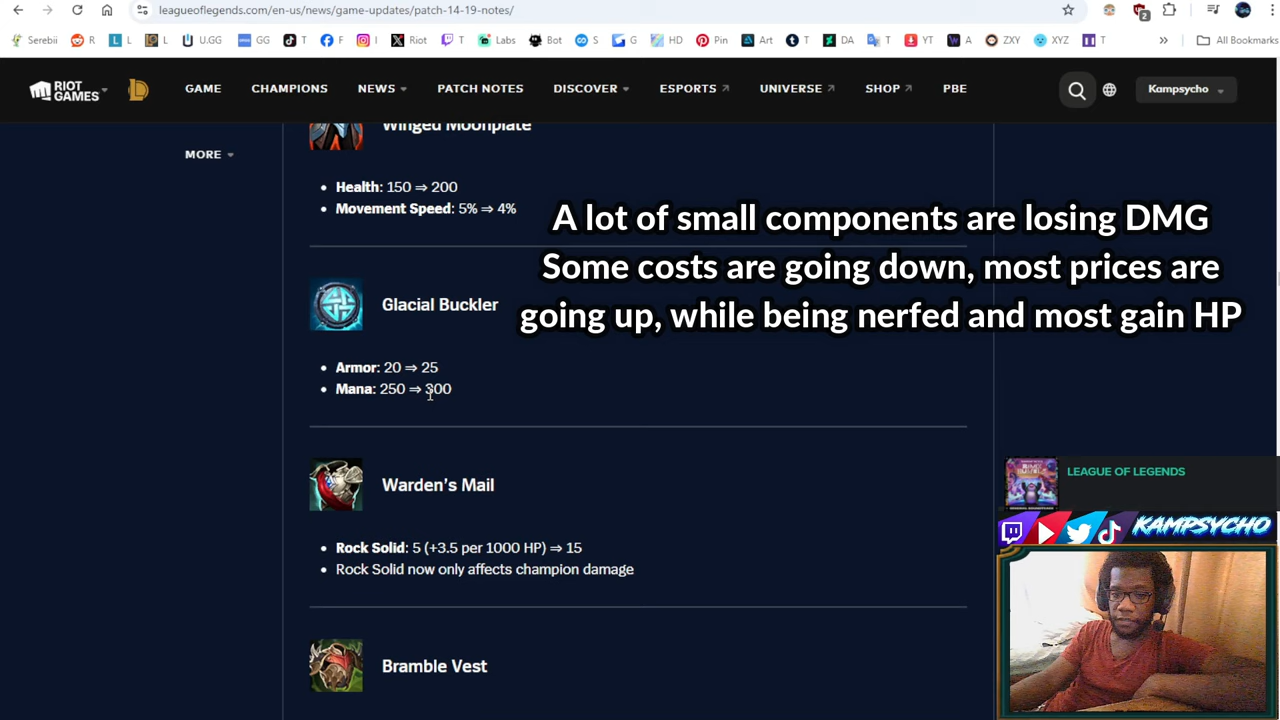 leagueoflegends.com/en-us/news/game-updates/patch-14-19-notes/
2
Serebii R L L U.GG GG T F I Riot T Labs Bot S G HD Pin Art T DA T YT A ZXY XYZ T » All Bookmarks
RIOT GAMES GAME CHAMPIONS NEWS PATCH NOTES DISCOVER ESPORTS UNIVERSE SHOP PBE Kampsycho
MORE
Winged Moonplate
Health: 150 ⇒ 200
Movement Speed: 5% ⇒ 4%
A lot of small components are losing DMG
Some costs are going down, most prices are
going up, while being nerfed and most gain HP
Glacial Buckler
Armor: 20 ⇒ 25
Mana: 250 ⇒ 300
Warden's Mail
Rock Solid: 5 (+3.5 per 1000 HP) ⇒ 15
Rock Solid now only affects champion damage
Bramble Vest
LEAGUE OF LEGENDS
KAMPSYCHO